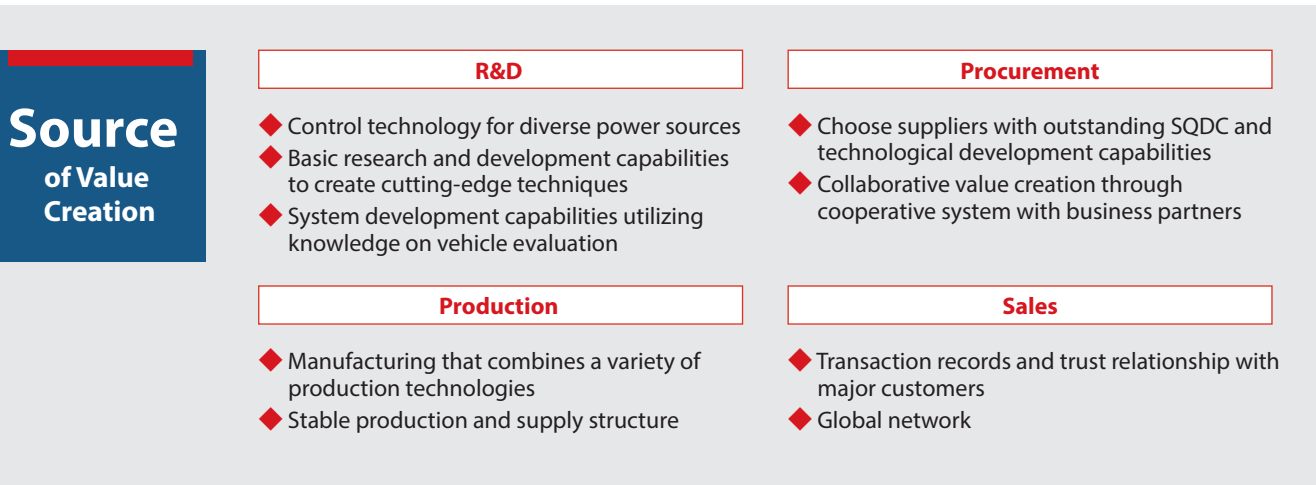 Source
of Value
Creation
R&D
◆ Control technology for diverse power sources
◆ Basic research and development capabilities
to create cutting-edge techniques
◆ System development capabilities utilizing
knowledge on vehicle evaluation
Procurement
◆ Choose suppliers with outstanding SQDC and
technological development capabilities
◆ Collaborative value creation through
cooperative system with business partners
Production
◆ Manufacturing that combines a variety of
production technologies
◆ Stable production and supply structure
Sales
◆ Transaction records and trust relationship with
major customers
◆ Global network